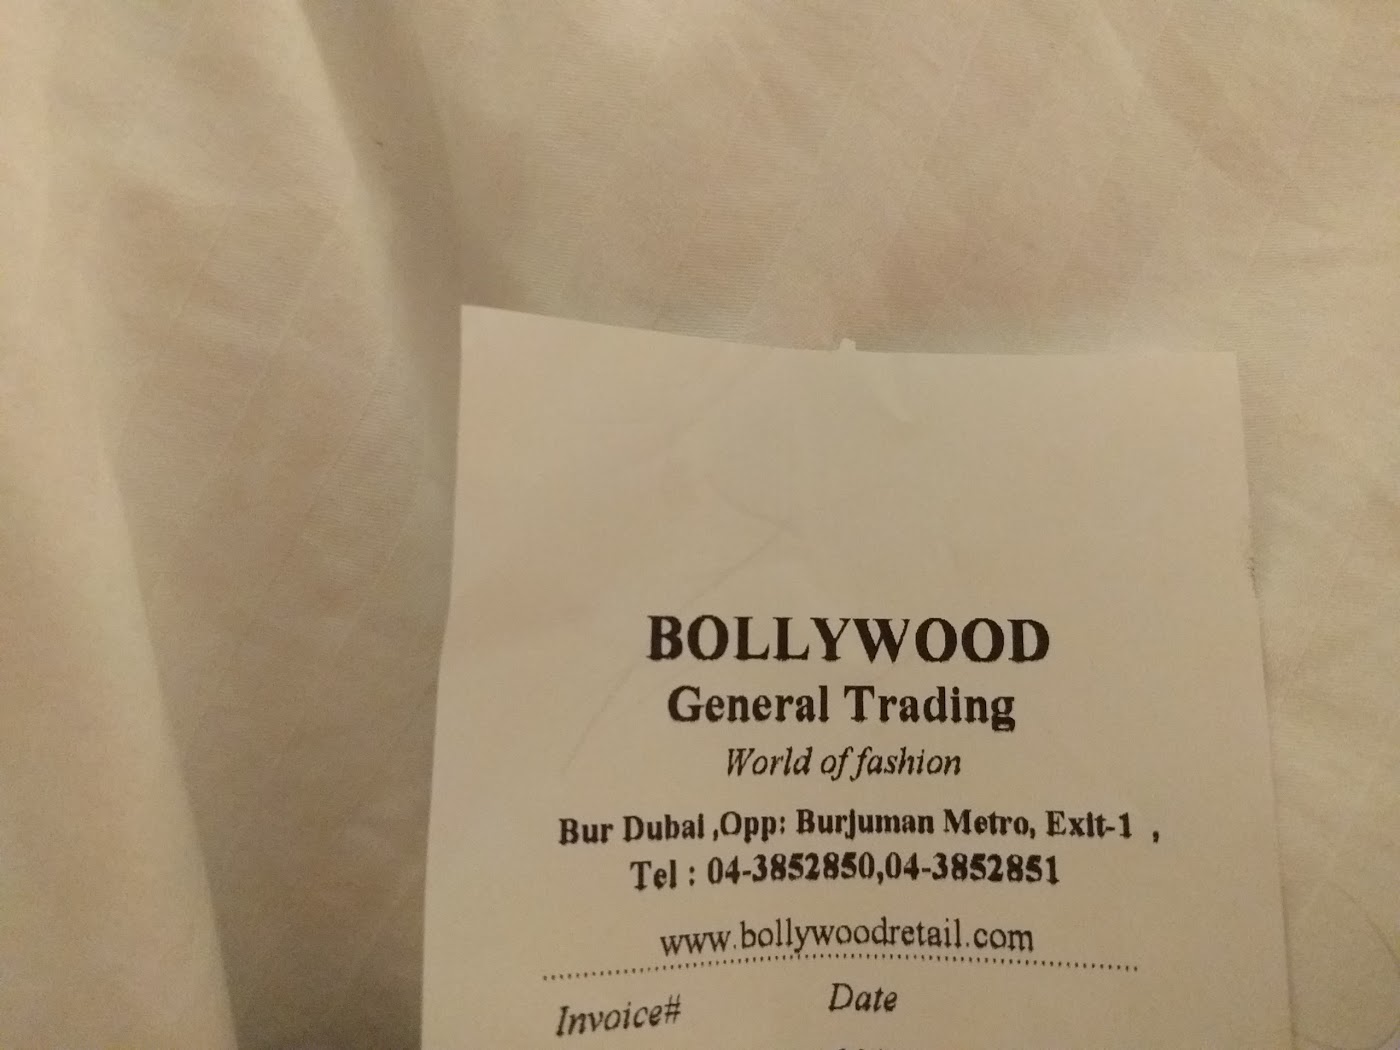 BOLLYWOOD
General Trading
World of fashion
Bur Dubai ,Opp: Burjuman Metro, Exit-1 ,
Tel : 04-3852850,04-3852851
www.bollywoodretail.com
Invoice# Date